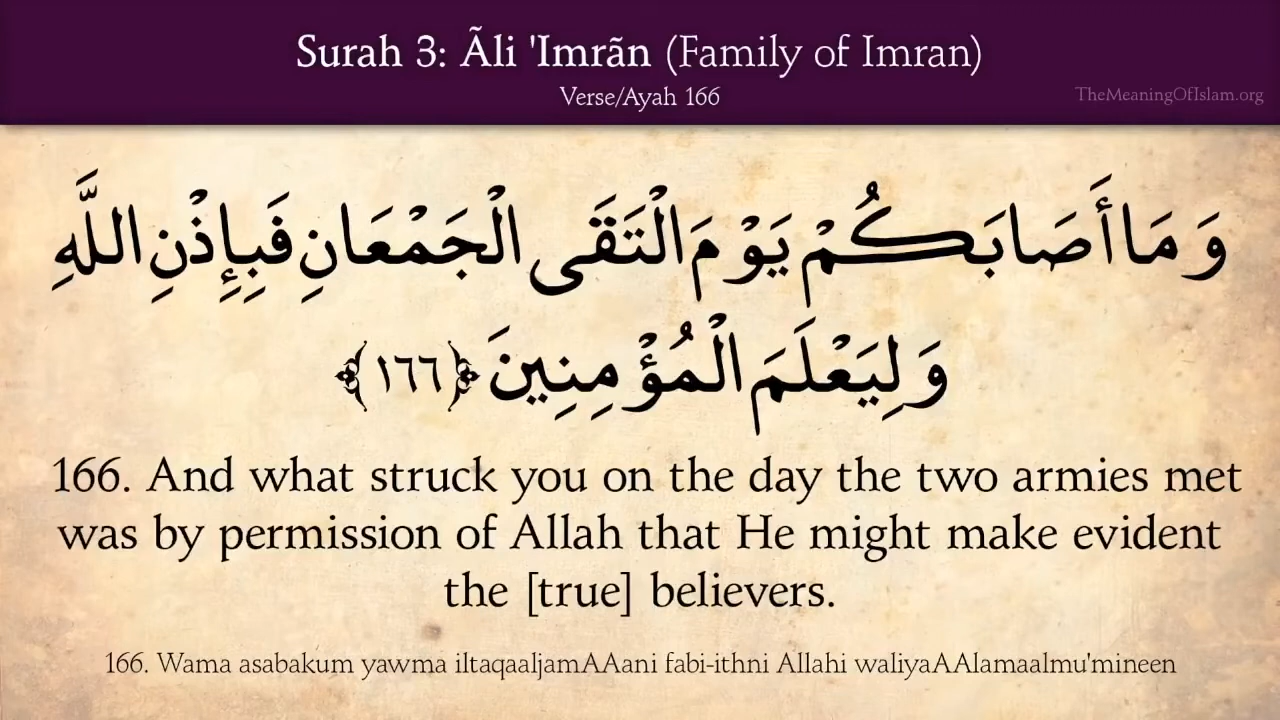 Surah 3: Ãli 'Imrãn (Family of Imran)
Verse/Ayah 166
TheMeaningOfIslam.org
وَمَا أَصَابَكُمْ يَوْمَ الْتَقَى الْجَمْعَانِ فَبِإِذْنِ اللَّهِ
وَلِيَعْلَمَ الْمُؤْمِنِينَ ﴿١٦٦﴾
166. And what struck you on the day the two armies met
was by permission of Allah that He might make evident
the [true] believers.
166. Wama asabakum yawma iltaqaaljamAAani fabi-ithni Allahi waliyaAAlamaalmu'mineen